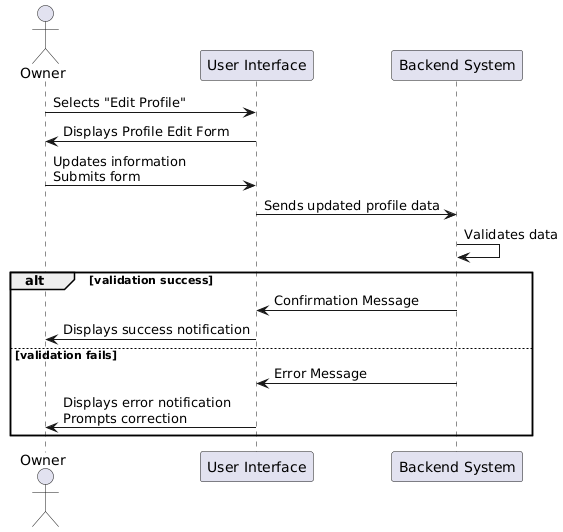 Owner
User Interface
Backend System
Selects "Edit Profile"
Displays Profile Edit Form
Updates information
Submits form
Sends updated profile data
Validates data
alt
[validation success]
Confirmation Message
Displays success notification
[validation fails]
Error Message
Displays error notification
Prompts correction
Owner
User Interface
Backend System